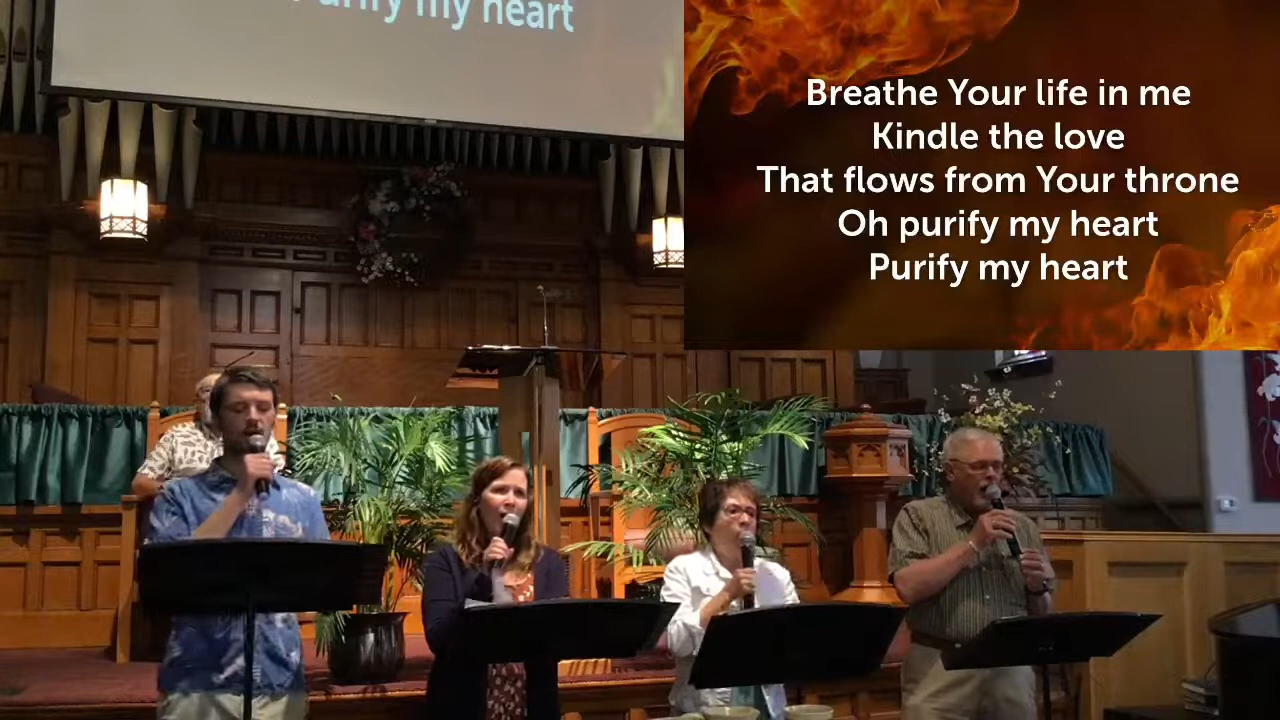 purify my heart
Breathe Your life in me
Kindle the love
That flows from Your throne
Oh purify my heart
Purify my heart